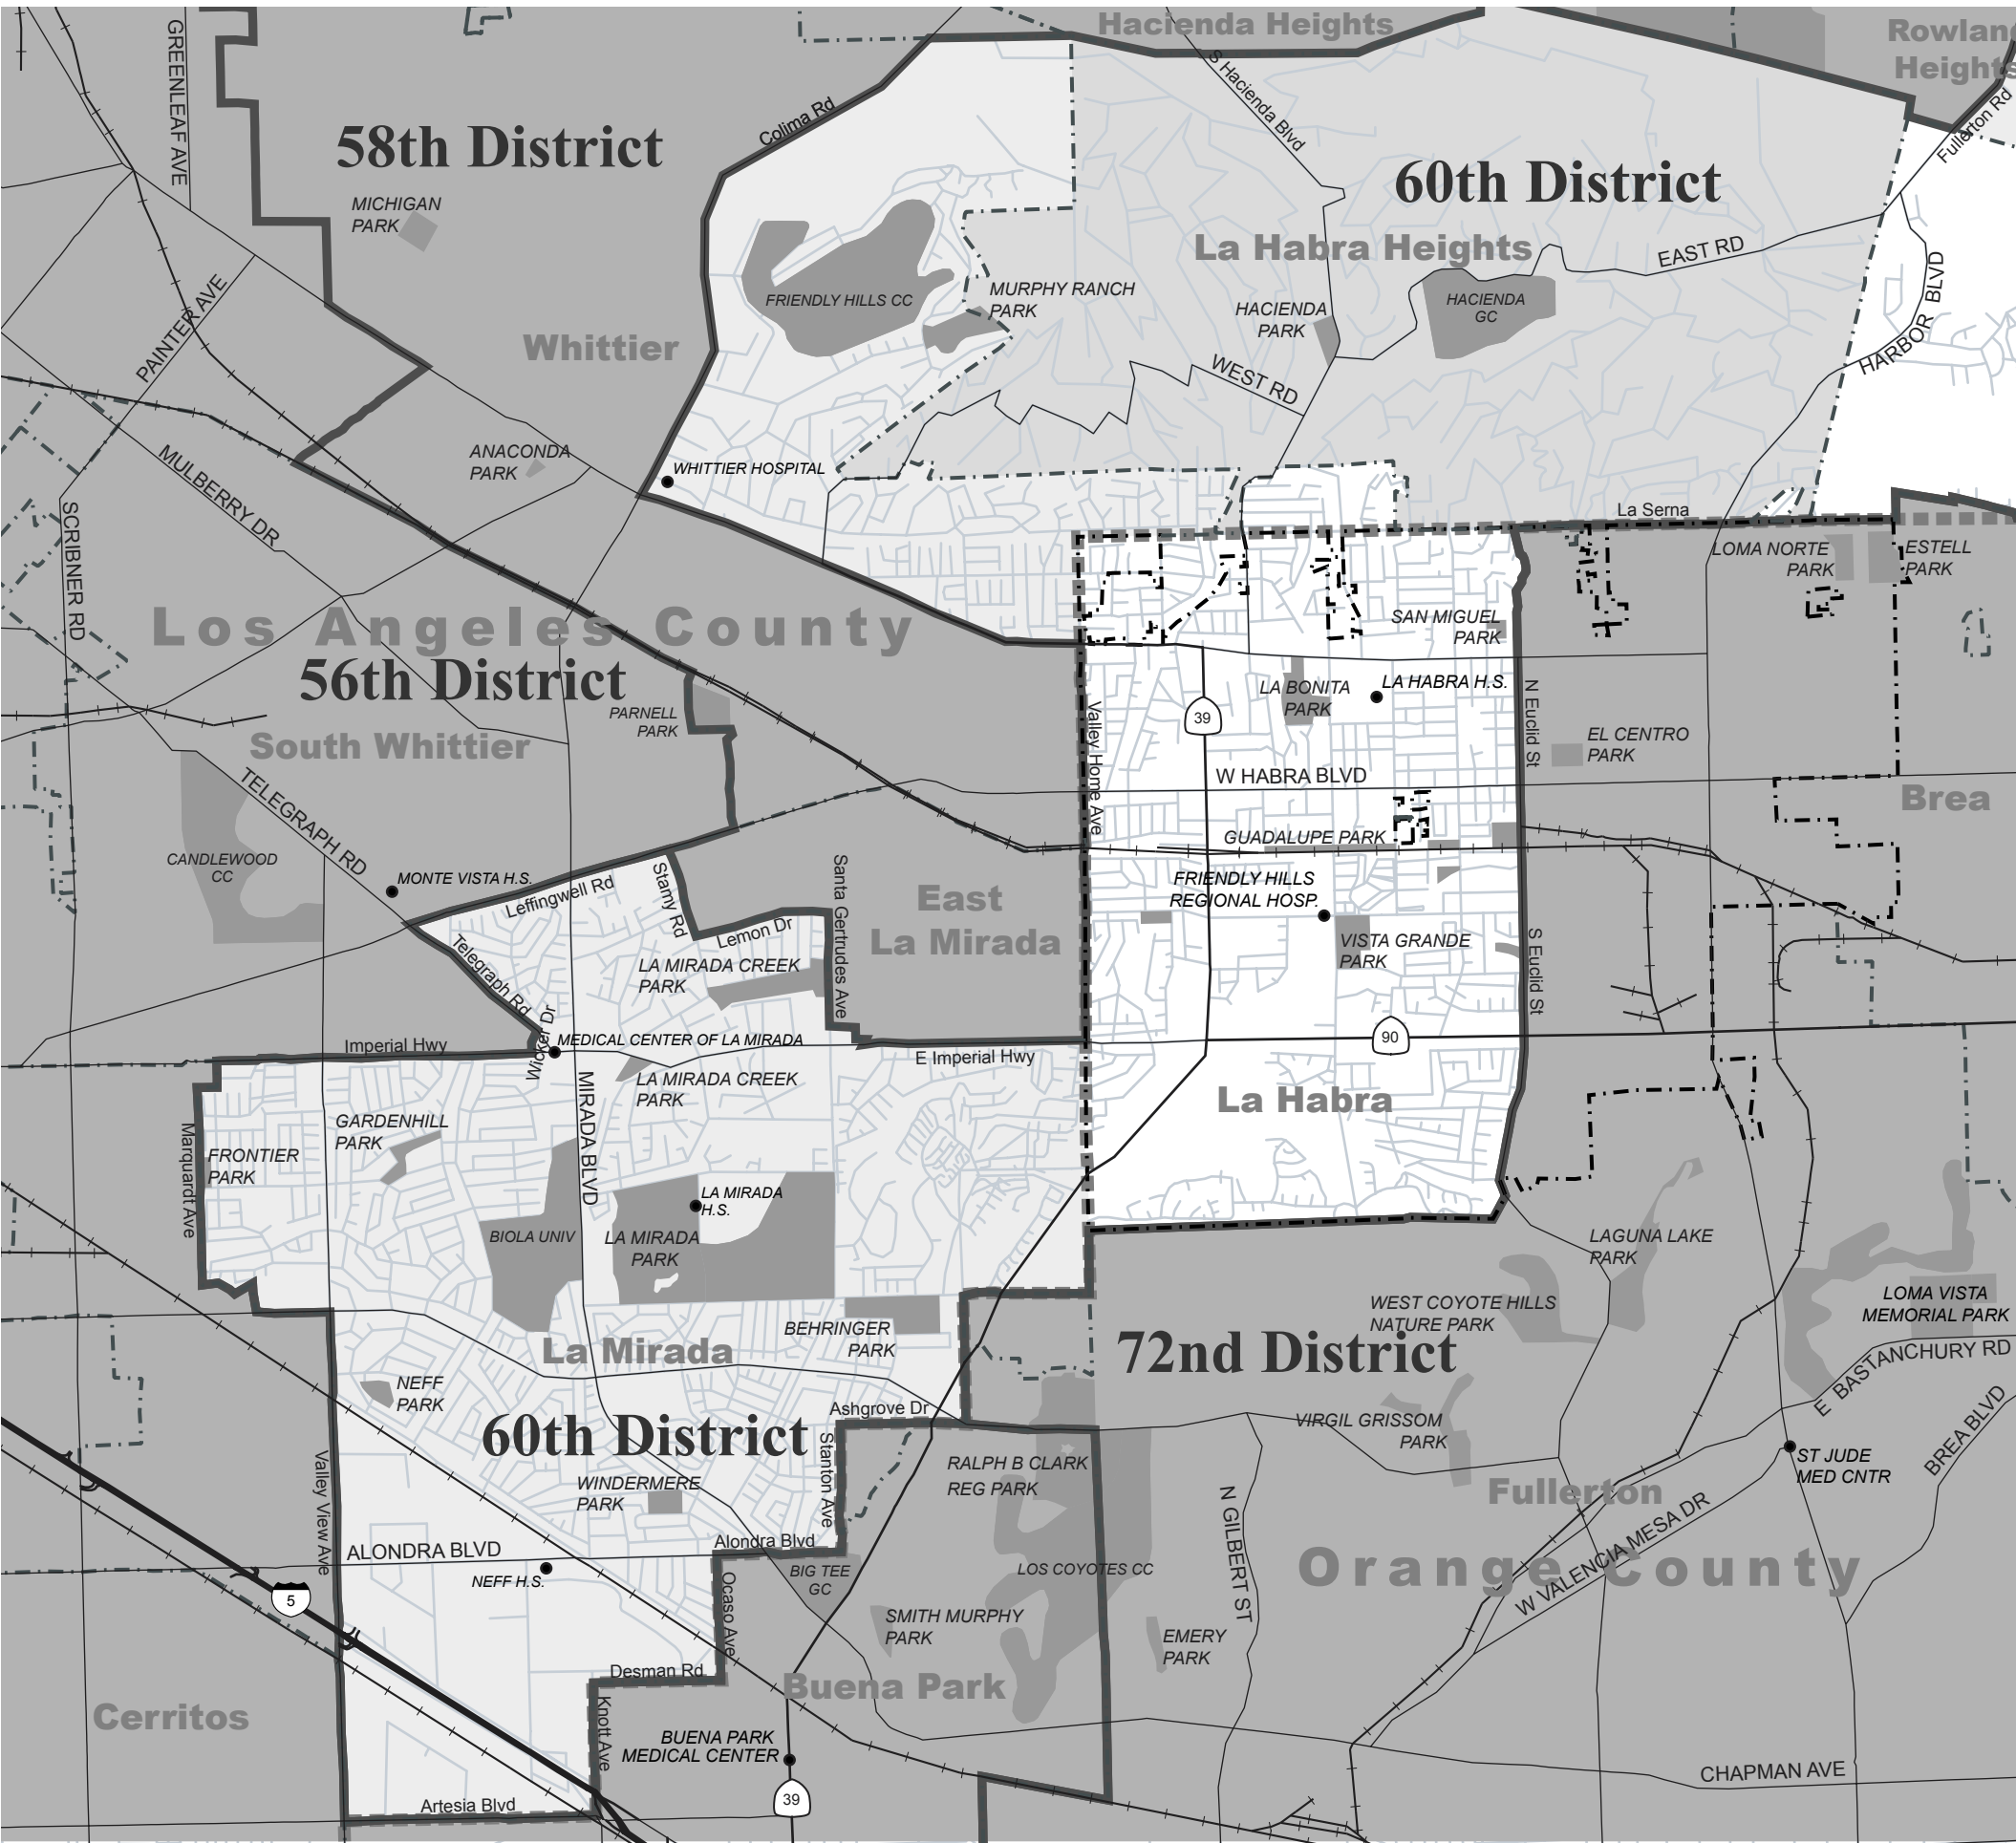 Hacienda Heights
Rowlan
Heights
GREENLEAF AVE
S Hacienda Blvd
Fullerton Rd
Colima Rd
58th District
60th District
MICHIGAN
PARK
La Habra Heights
EAST RD
HARBOR BLVD
FRIENDLY HILLS CC
MURPHY RANCH
PARK
HACIENDA
PARK
HACIENDA
GC
PAINTER AVE
Whittier
WEST RD
ANACONDA
PARK
WHITTIER HOSPITAL
MULBERRY DR
SCRIBNER RD
La Serna
LOMA NORTE
PARK
ESTELL
PARK
Los Angeles County
56th District
SAN MIGUEL
PARK
PARNELL
PARK
LA BONITA
PARK
LA HABRA H.S.
39
Valley Home Ave
N Euclid St
EL CENTRO
PARK
South Whittier
W HABRA BLVD
Brea
TELEGRAPH RD
GUADALUPE PARK
CANDLEWOOD
CC
MONTE VISTA H.S.
Leffingwell Rd
Stamy Rd
Santa Gertrudes Ave
East
La Mirada
FRIENDLY HILLS
REGIONAL HOSP.
Lemon Dr
Telegraph Rd
LA MIRADA CREEK
PARK
VISTA GRANDE
PARK
S Euclid St
Wicker Dr
MEDICAL CENTER OF LA MIRADA
Imperial Hwy
E Imperial Hwy
90
LA MIRADA CREEK
PARK
MIRADA BLVD
La Habra
GARDENHILL
PARK
Marquardt Ave
FRONTIER
PARK
LA MIRADA
H.S.
BIOLA UNIV
LA MIRADA
PARK
LAGUNA LAKE
PARK
WEST COYOTE HILLS
NATURE PARK
LOMA VISTA
MEMORIAL PARK
BEHRINGER
PARK
La Mirada
72nd District
E BASTANCHURY RD
NEFF
PARK
Ashgrove Dr
VIRGIL GRISSOM
PARK
BREA BLVD
60th District
Stanton Ave
Valley View Ave
RALPH B CLARK
REG PARK
ST JUDE
MED CNTR
WINDERMERE
PARK
N GILBERT ST
Fullerton
W VALENCIA MESA DR
Alondra Blvd
ALONDRA BLVD
NEFF H.S.
BIG TEE
GC
LOS COYOTES CC
Orange County
5
Ocaso Ave
SMITH MURPHY
PARK
EMERY
PARK
Desman Rd
Buena Park
Cerritos
Knott Ave
BUENA PARK
MEDICAL CENTER
CHAPMAN AVE
39
Artesia Blvd